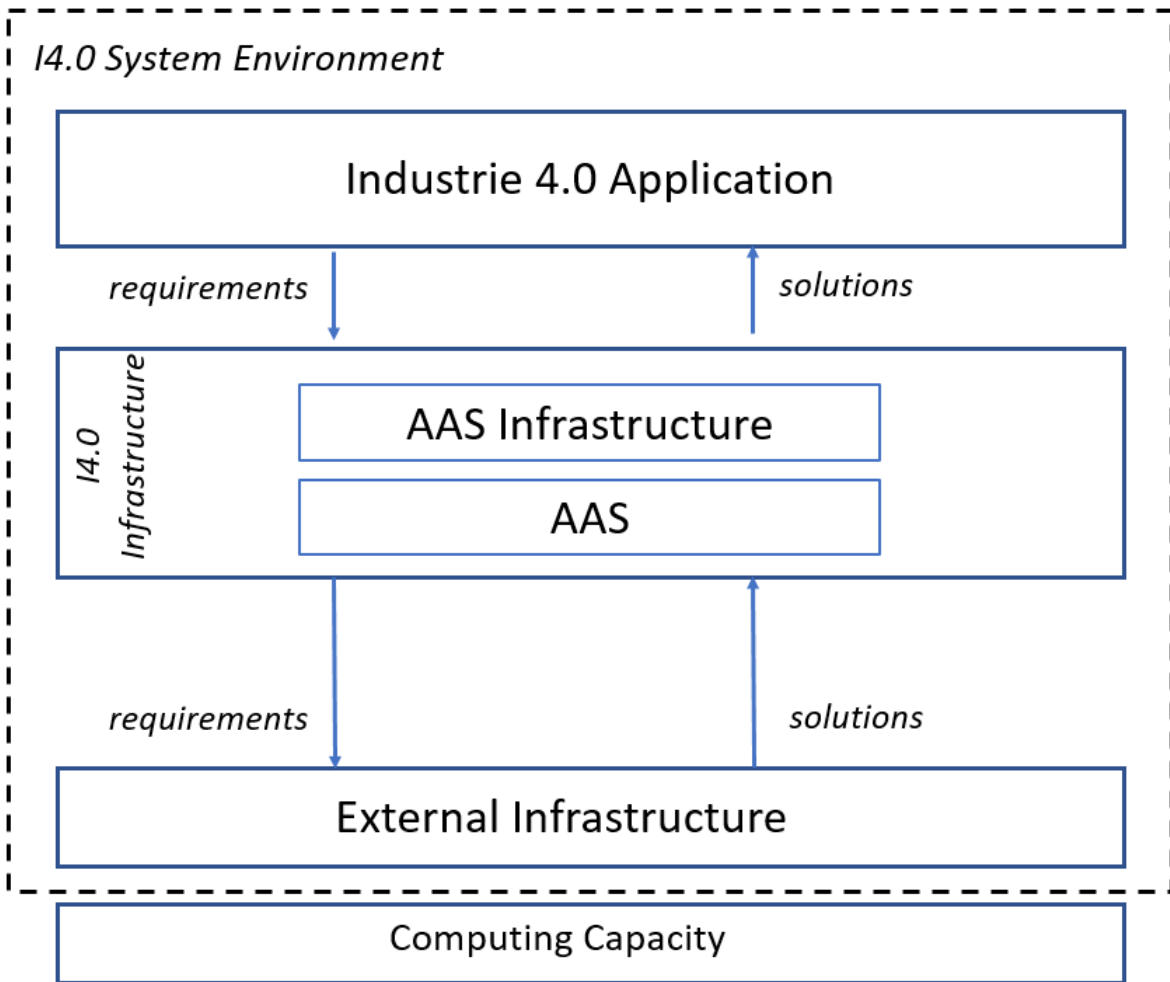 I4.0 System Environment
Industrie 4.0 Application
requirements
solutions
I4.0
Infrastructure
AAS Infrastructure
AAS
requirements
solutions
External Infrastructure
Computing Capacity